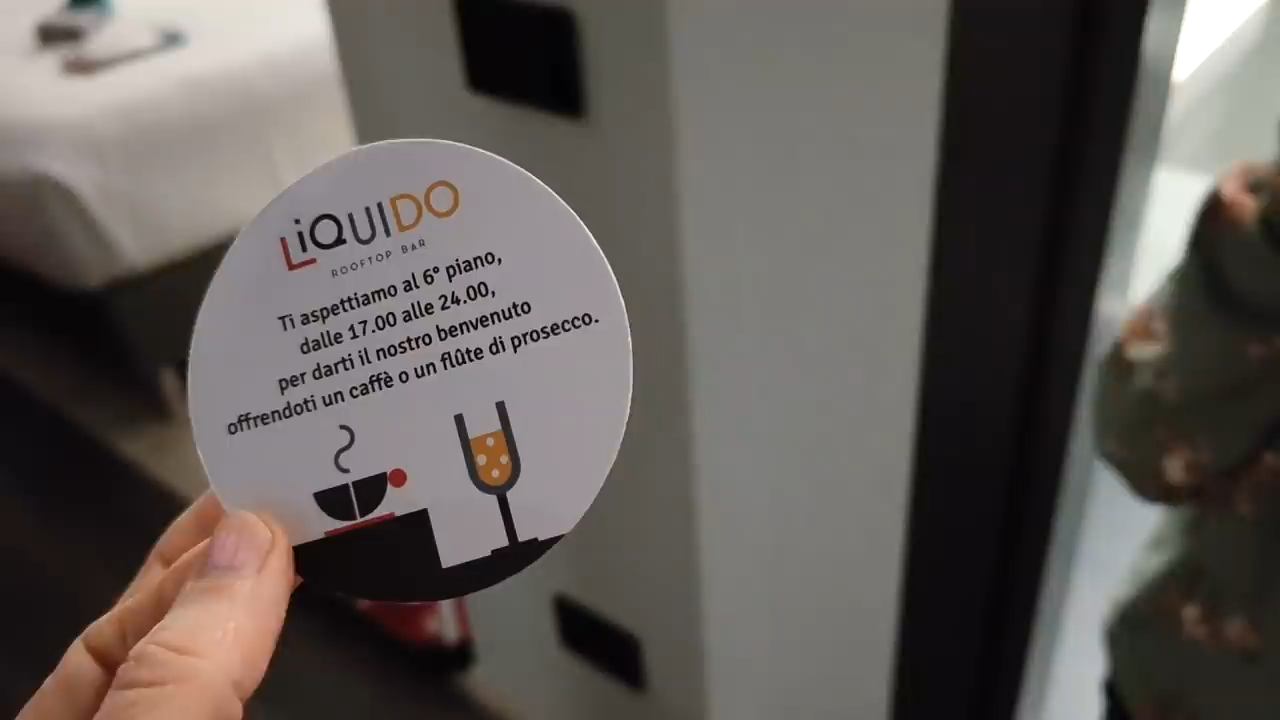 LiQUIDO
ROOFTOP BAR
Ti aspettiamo al 6° piano,
dalle 17.00 alle 24.00,
per darti il nostro benvenuto
offrendoti un caffè o un flûte di prosecco.